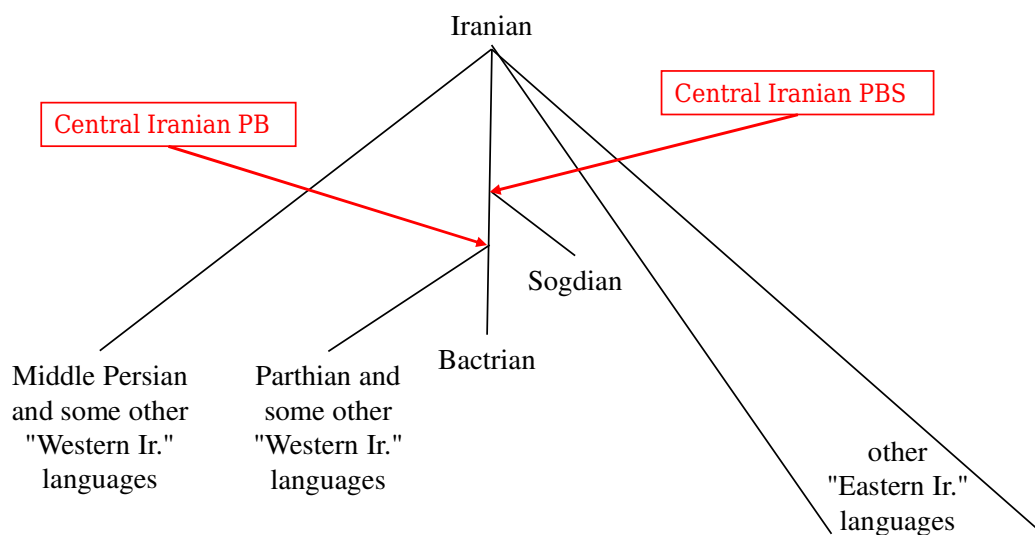 Iranian
Central Iranian PBS
Central Iranian PB
Sogdian
Bactrian
Middle Persian
and some other
"Western Ir."
languages
Parthian and
some other
"Western Ir."
languages
other
"Eastern Ir."
languages